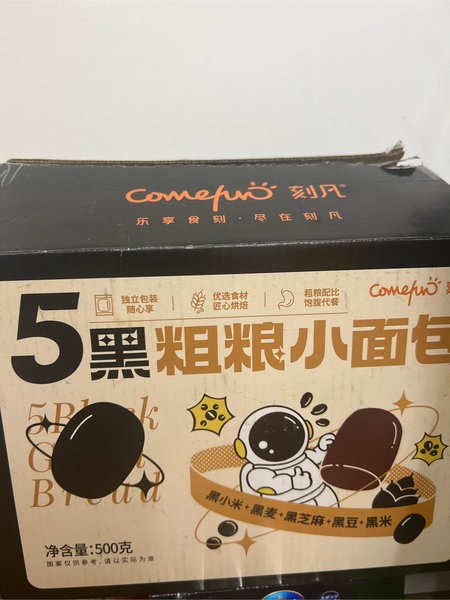 comefun 刻凡®
乐享食刻·尽在刻凡
独立包装
随心享
优选食材
匠心烘焙
粗粮配比
饱腹代餐
comefun 刻
5黑粗粮小面包
5Black
Grain
Bread
黑小米+黑麦+黑芝麻+黑豆+黑米
净含量:500克
图案仅供参考,请以实际为准